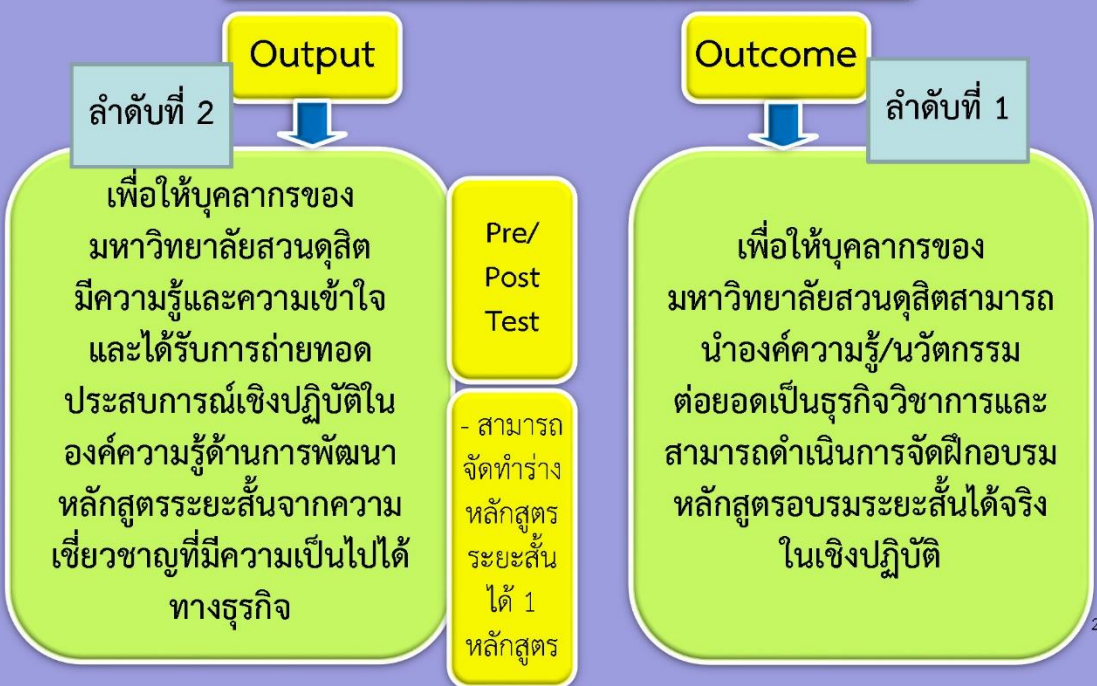 Output
ลำดับที่ 2
เพื่อให้บุคลากรของ
มหาวิทยาลัยสวนดุสิต
มีความรู้และความเข้าใจ
และได้รับการถ่ายทอด
ประสบการณ์เชิงปฏิบัติใน
องค์ความรู้ด้านการพัฒนา
หลักสูตรระยะสั้นจากความ
เชี่ยวชาญที่มีความเป็นไปได้
ทางธุรกิจ
Pre/
Post
Test
- สามารถ
จัดทำร่าง
หลักสูตร
ระยะสั้น
ได้ 1
หลักสูตร
Outcome
ลำดับที่ 1
เพื่อให้บุคลากรของ
มหาวิทยาลัยสวนดุสิตสามารถ
นำองค์ความรู้/นวัตกรรม
ต่อยอดเป็นธุรกิจวิชาการและ
สามารถดำเนินการจัดฝึกอบรม
หลักสูตรอบรมระยะสั้นได้จริง
ในเชิงปฏิบัติ